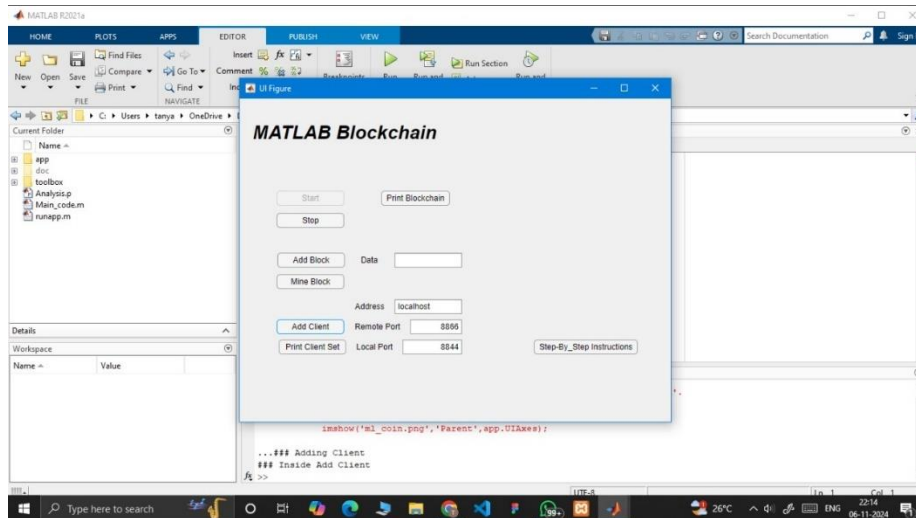 MATLAB R2021a
HOME PLOTS APPS EDITOR PUBLISH VIEW
Search Documentation
Sign
New Open Save
Find Files
Compare
Print
Go To
Find
Insert
Comment
Run Section
FILE NAVIGATE
C: Users tanya OneDrive
Current Folder
Name
app
doc
toolbox
Analysis.p
Main_code.m
runapp.m
Details
Workspace
Name Value
UI Figure
MATLAB Blockchain
Start Print Blockchain
Stop
Add Block Data
Mine Block
Address localhost
Add Client Remote Port 8866
Print Client Set Local Port 8844 Step-By_Step Instructions
imshow('ml_coin.png','Parent',app.UIAxes);
...### Adding Client
### Inside Add Client
fx >>
UTF-8 Ln 1 Col 1
Type here to search
99+
26°C ENG 22:14
06-11-2024